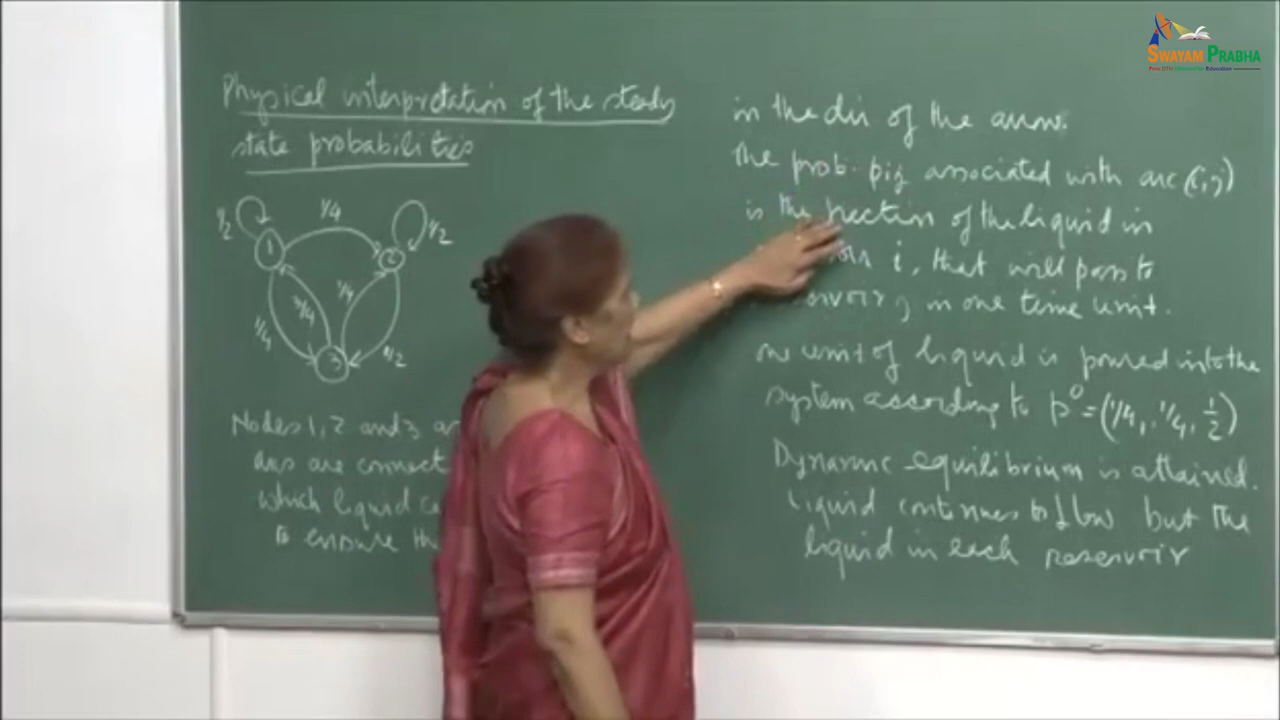 SWAYAM PRABHA
Physical interpretation of the steady
state probabilities
1/2
1
1/4
2
1/2
1/4
3/4
1/4
3
1/2
Nodes 1, 2 and 3
are connect
which liquid
to ensure
in the dir of the arrow.
The prob. pij associated with arc (i,j)
is the fraction of the liquid in
i, that will pass to
j in one time unit.
one unit of liquid is poured into the
system according to p⁰ = (1/4, 1/4, 1/2)
Dynamic equilibrium is attained.
liquid continues to flow but the
liquid in each reservoir